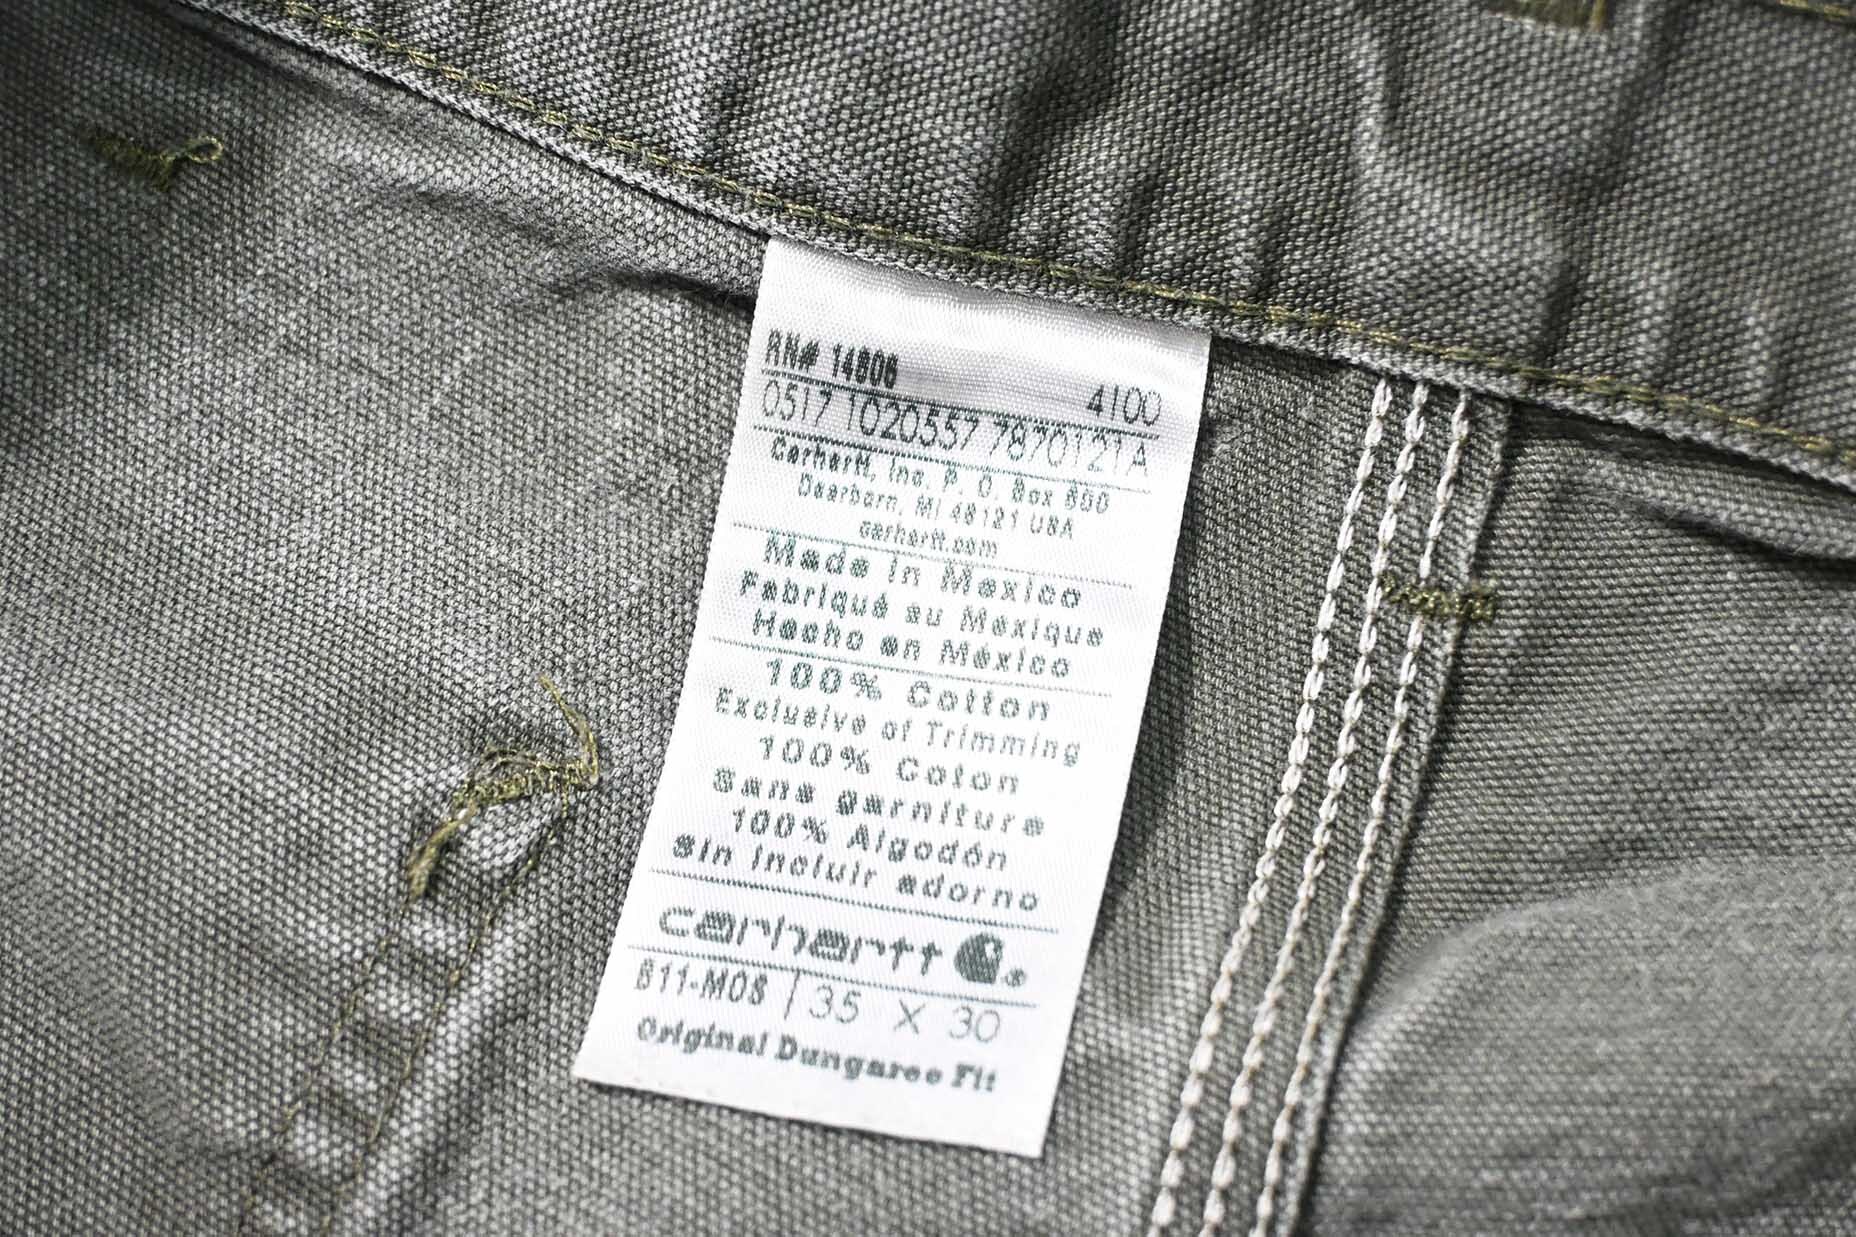 RN# 14806
4100
0517 1020557 7870121A
Carhartt, Inc. P. O. Box 600
Dearborn, MI 48121 USA
carhartt.com
Made in Mexico
Fabriqué au Mexique
Hecho en México
100% Cotton
Exclusive of Trimming
100% Coton
Sans garniture
100% Algodón
Sin incluir adorno
carhartt ®
B11-MOS | 35 X 30
Original Dungaree Fit